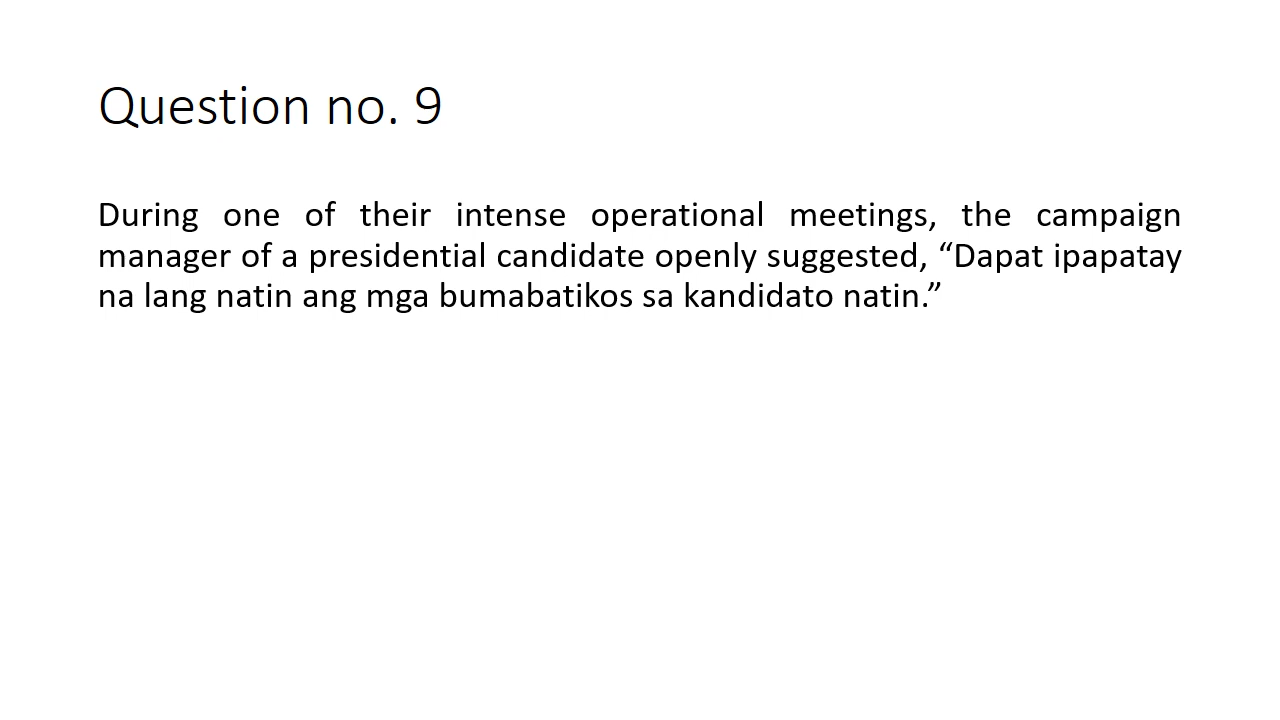 Question no. 9
During one of their intense operational meetings, the campaign
manager of a presidential candidate openly suggested, “Dapat ipapatay
na lang natin ang mga bumabatikos sa kandidato natin.”